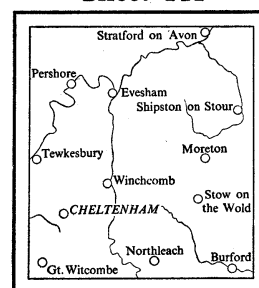 Stratford on Avon
Pershore
Evesham
Shipston on Stour
Tewkesbury
Moreton
Winchcomb
Stow on
the Wold
CHELTENHAM
Northleach
Burford
Gt. Witcombe